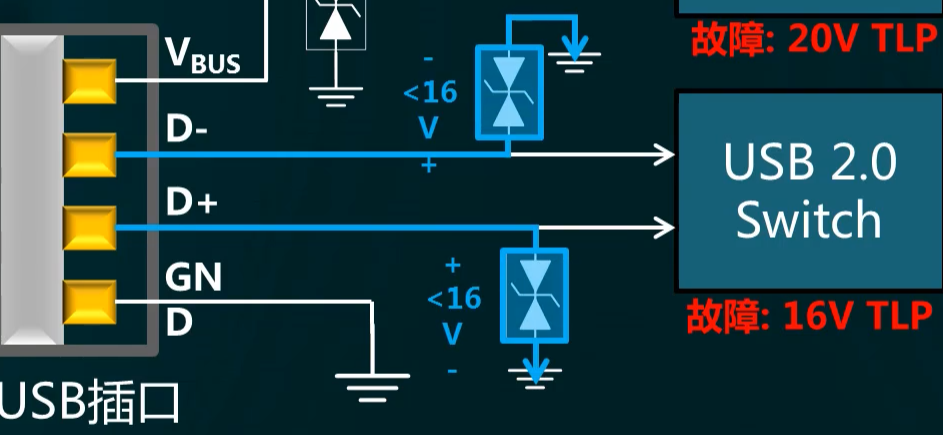 故障: 20V TLP
VBUS
-
<16
V
+
D-
USB 2.0
Switch
D+
+
<16
V
-
GN
D
故障: 16V TLP
USB插口